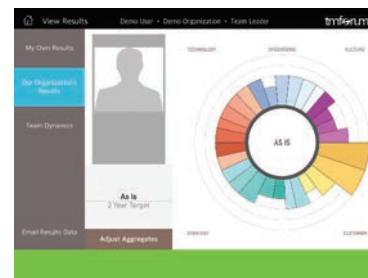 View Results
Demo User • Demo Organization • Team Leader
tmforum
My Own Results
Our Organization's
Results
Team Dynamics
Email Results Data
As Is
2 Year Target
Adjust Aggregates
TECHNOLOGY
OPERATIONS
CULTURE
AS IS
STRATEGY
CUSTOMER